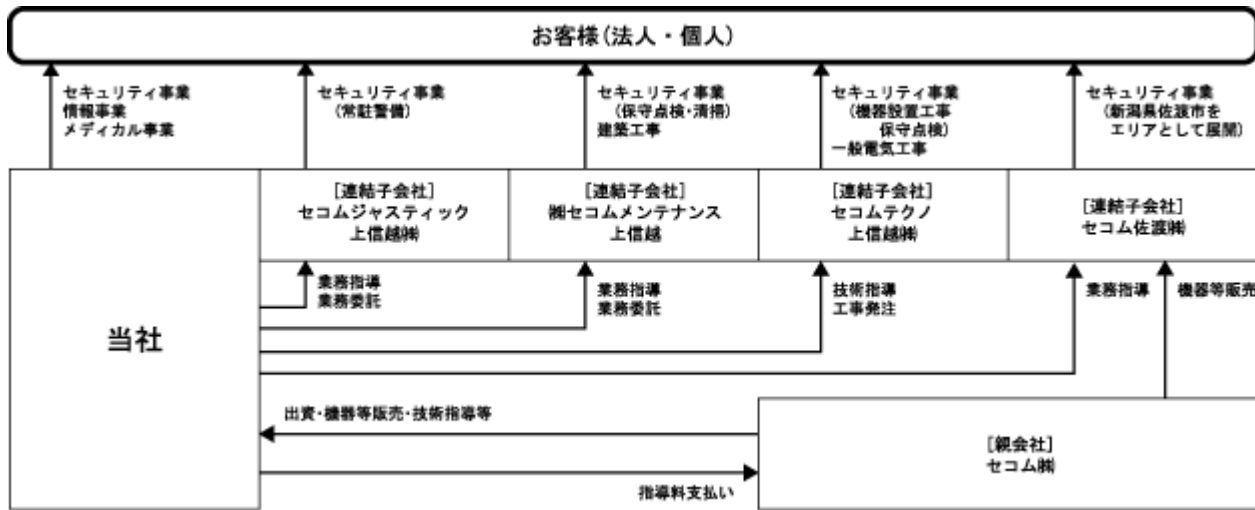 お客様(法人・個人)
セキュリティ事業
情報事業
メディカル事業
セキュリティ事業
(常駐警備)
セキュリティ事業
(保守点検・清掃)
建築工事
セキュリティ事業
(機器設置工事
保守点検)
一般電気工事
セキュリティ事業
(新潟県佐渡市を
エリアとして展開)
当社
[連結子会社]
セコムジャスティック
上信越㈱
[連結子会社]
㈱セコムメンテナンス
上信越
[連結子会社]
セコムテクノ
上信越㈱
[連結子会社]
セコム佐渡㈱
業務指導
業務委託
業務指導
業務委託
技術指導
工事発注
業務指導
機器等販売
出資・機器等販売・技術指導等
指導料支払い
[親会社]
セコム㈱